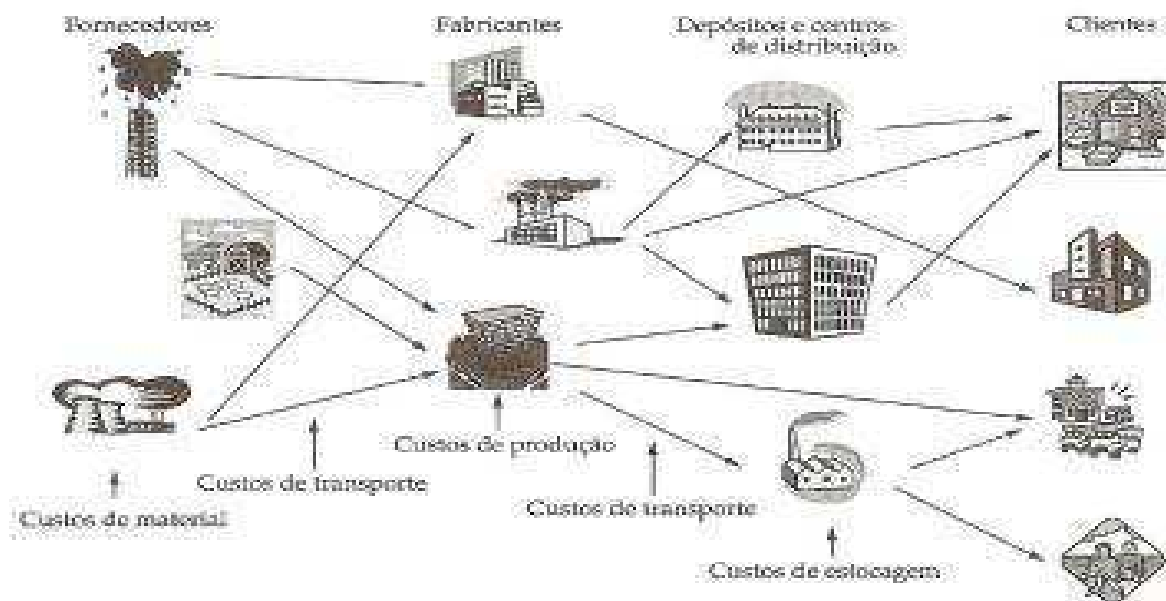 Fornecedores
Fabricantes
Depósitos e centros
de distribuição
Clientes
Custos de produção
Custos de transporte
Custos de transporte
Custos de material
Custos de estocagem